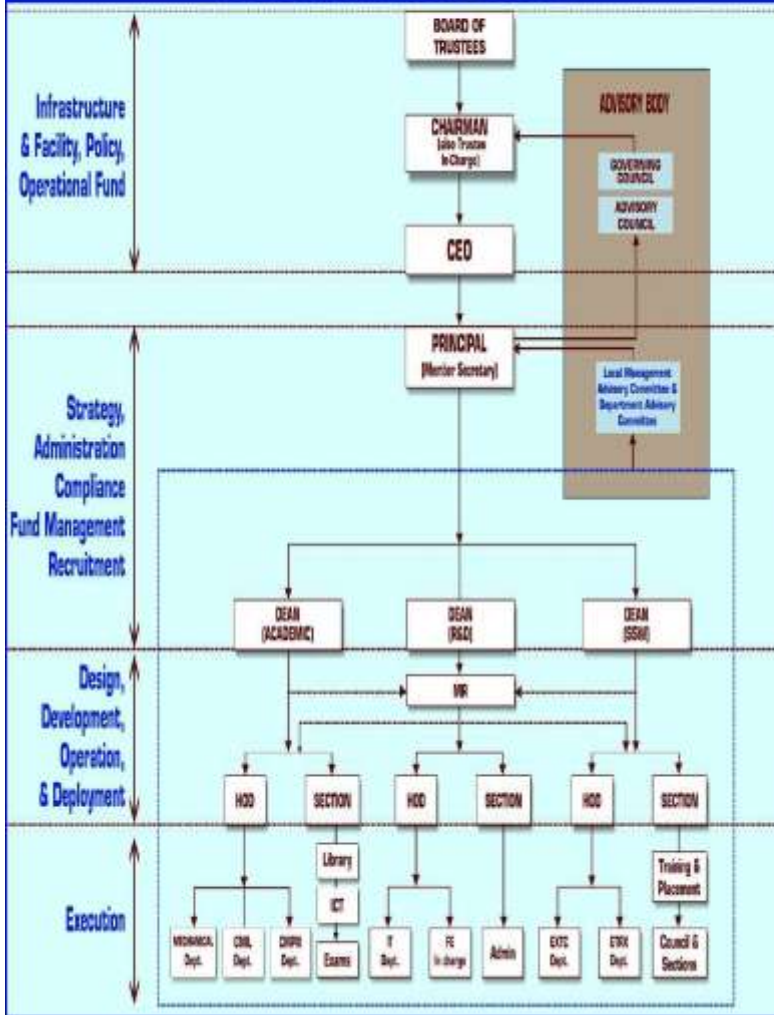 BOARD OF
TRUSTEES
Infrastructure
& Facility, Policy,
Operational Fund
CHAIRMAN
(also Trustee
In-Charge)
CEO
ADVISORY BODY
GOVERNING
COUNCIL
ADVISORY
COUNCIL
PRINCIPAL
(Member Secretary)
Local Management
Advisory Committee &
Department Advisory
Committee
Strategy,
Administration
Compliance
Fund Management
Recruitment
DEAN
(ACADEMIC)
DEAN
(R&D)
DEAN
(SSW)
Design,
Development,
Operation,
& Deployment
MR
HOD
SECTION
HOD
SECTION
HOD
SECTION
Execution
Library
ICT
Exams
Training &
Placement
Council &
Sections
MECHANICAL
Dept.
CIVIL
Dept.
CMPN
Dept.
IT
Dept.
FE
In charge
Admin
EXTC
Dept.
ETRX
Dept.